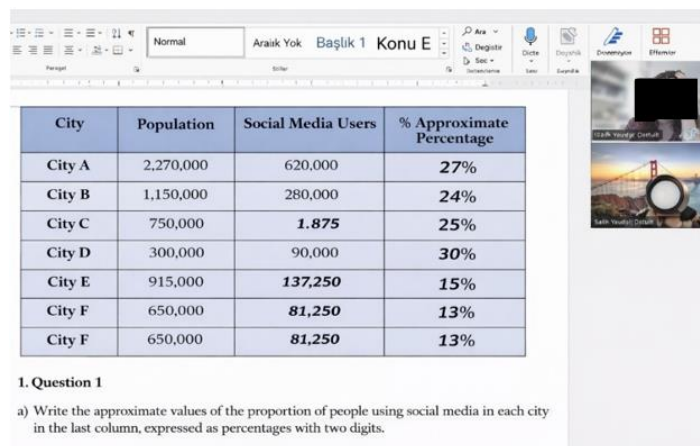 Normal
Aralık Yok
Başlık 1
Konu E
Ara
Değiştir
Seç
Dikte
Stiller
City Population Social Media Users % Approximate Percentage
City A 2,270,000 620,000 27%
City B 1,150,000 280,000 24%
City C 750,000 1.875 25%
City D 300,000 90,000 30%
City E 915,000 137,250 15%
City F 650,000 81,250 13%
City F 650,000 81,250 13%
1. Question 1
a) Write the approximate values of the proportion of people using social media in each city
in the last column, expressed as percentages with two digits.